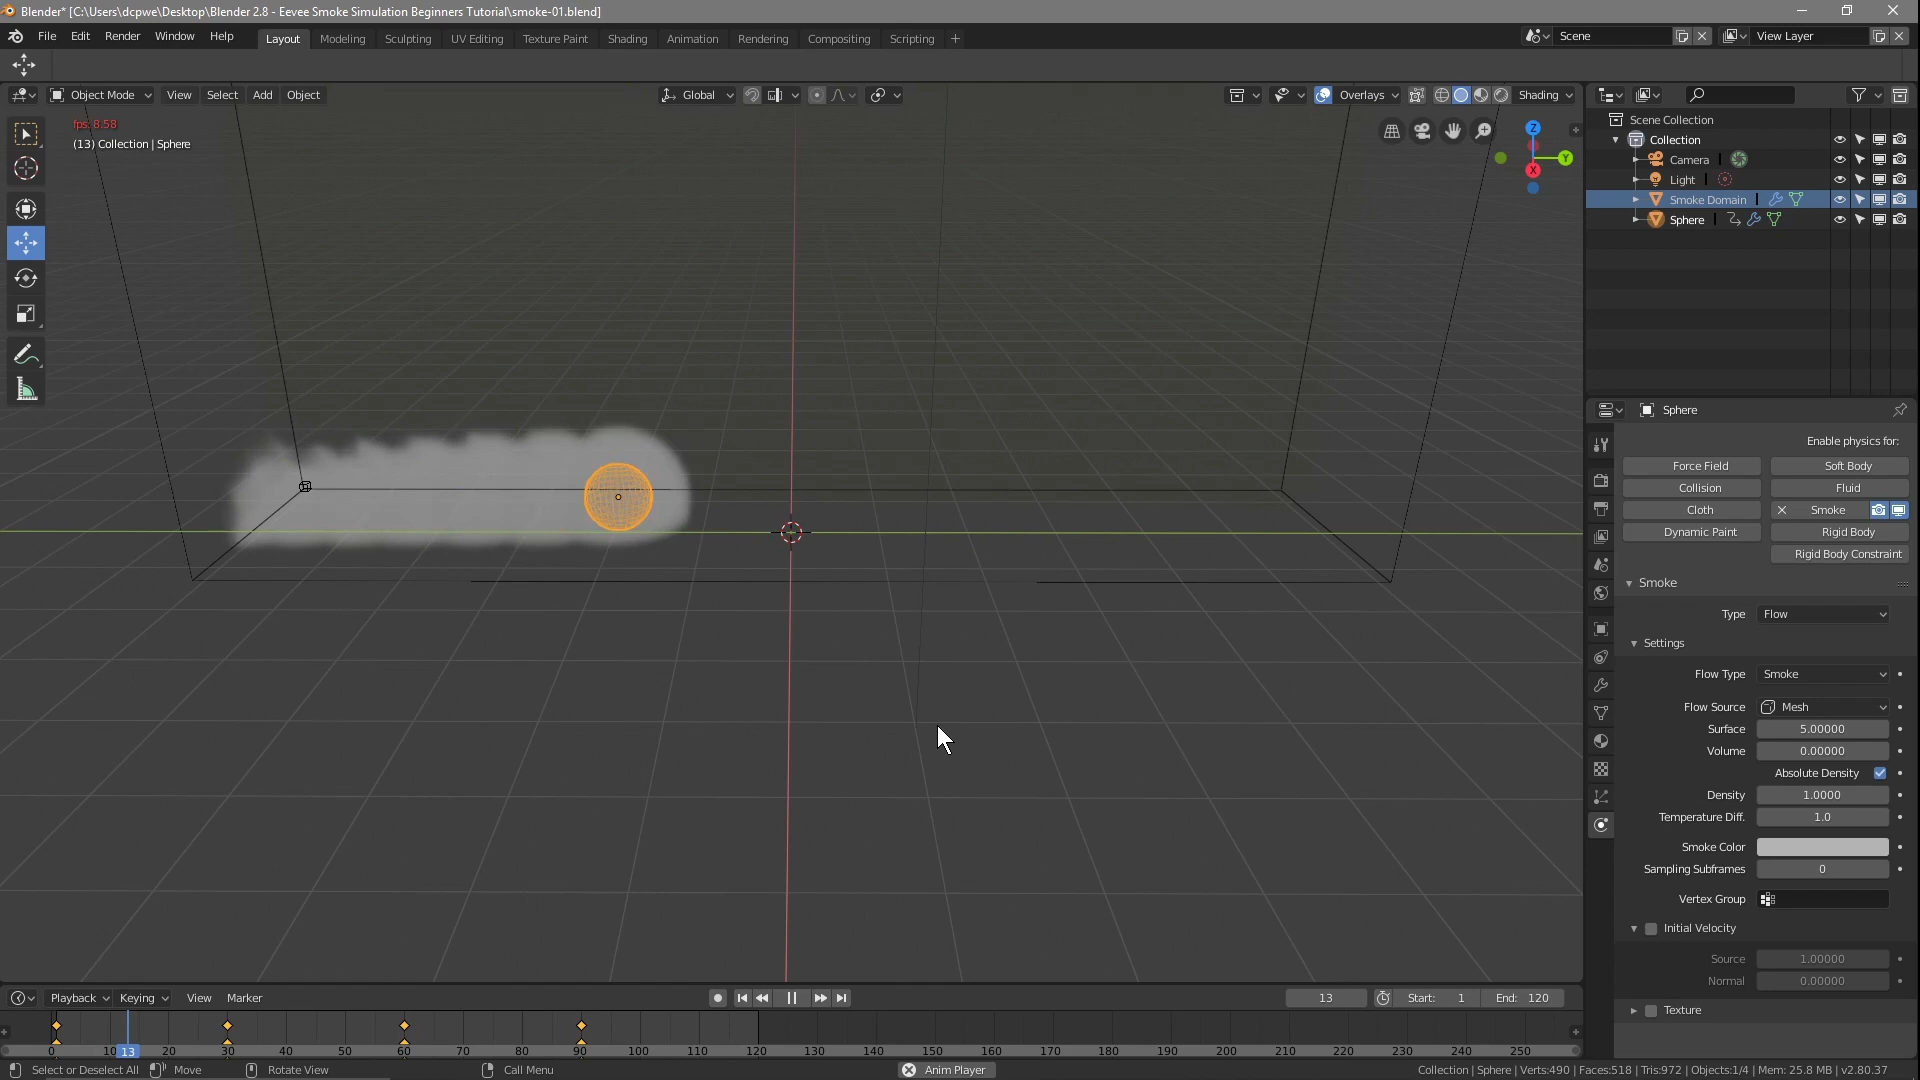 Blender* [C:\Users\dcpwe\Desktop\Blender 2.8 - Eevee Smoke Simulation Beginners Tutorial\smoke-01.blend]
File Edit Render Window Help Layout Modeling Sculpting UV Editing Texture Paint Shading Animation Rendering Compositing Scripting + Scene View Layer
Object Mode View Select Add Object Global Overlays Shading
fps: 8.58
(13) Collection | Sphere
Z
Y
X
Scene Collection
Collection
Camera
Light
Smoke Domain
Sphere
Sphere
Enable physics for:
Force Field Soft Body
Collision Fluid
Cloth Smoke
Dynamic Paint Rigid Body
Rigid Body Constraint
Smoke
Type Flow
Settings
Flow Type Smoke
Flow Source Mesh
Surface 5.00000
Volume 0.00000
Absolute Density
Density 1.0000
Temperature Diff. 1.0
Smoke Color
Sampling Subframes 0
Vertex Group
Initial Velocity
Source 1.00000
Normal 0.00000
Texture
Playback Keying View Marker 13 Start: 1 End: 120
0 10 13 20 30 40 50 60 70 80 90 100 110 120 130 140 150 160 170 180 190 200 210 220 230 240 250
Select or Deselect All Move Rotate View Call Menu Anim Player Collection | Sphere | Verts:490 | Faces:518 | Tris:972 | Objects:1/4 | Mem: 25.8 MB | v2.80.37